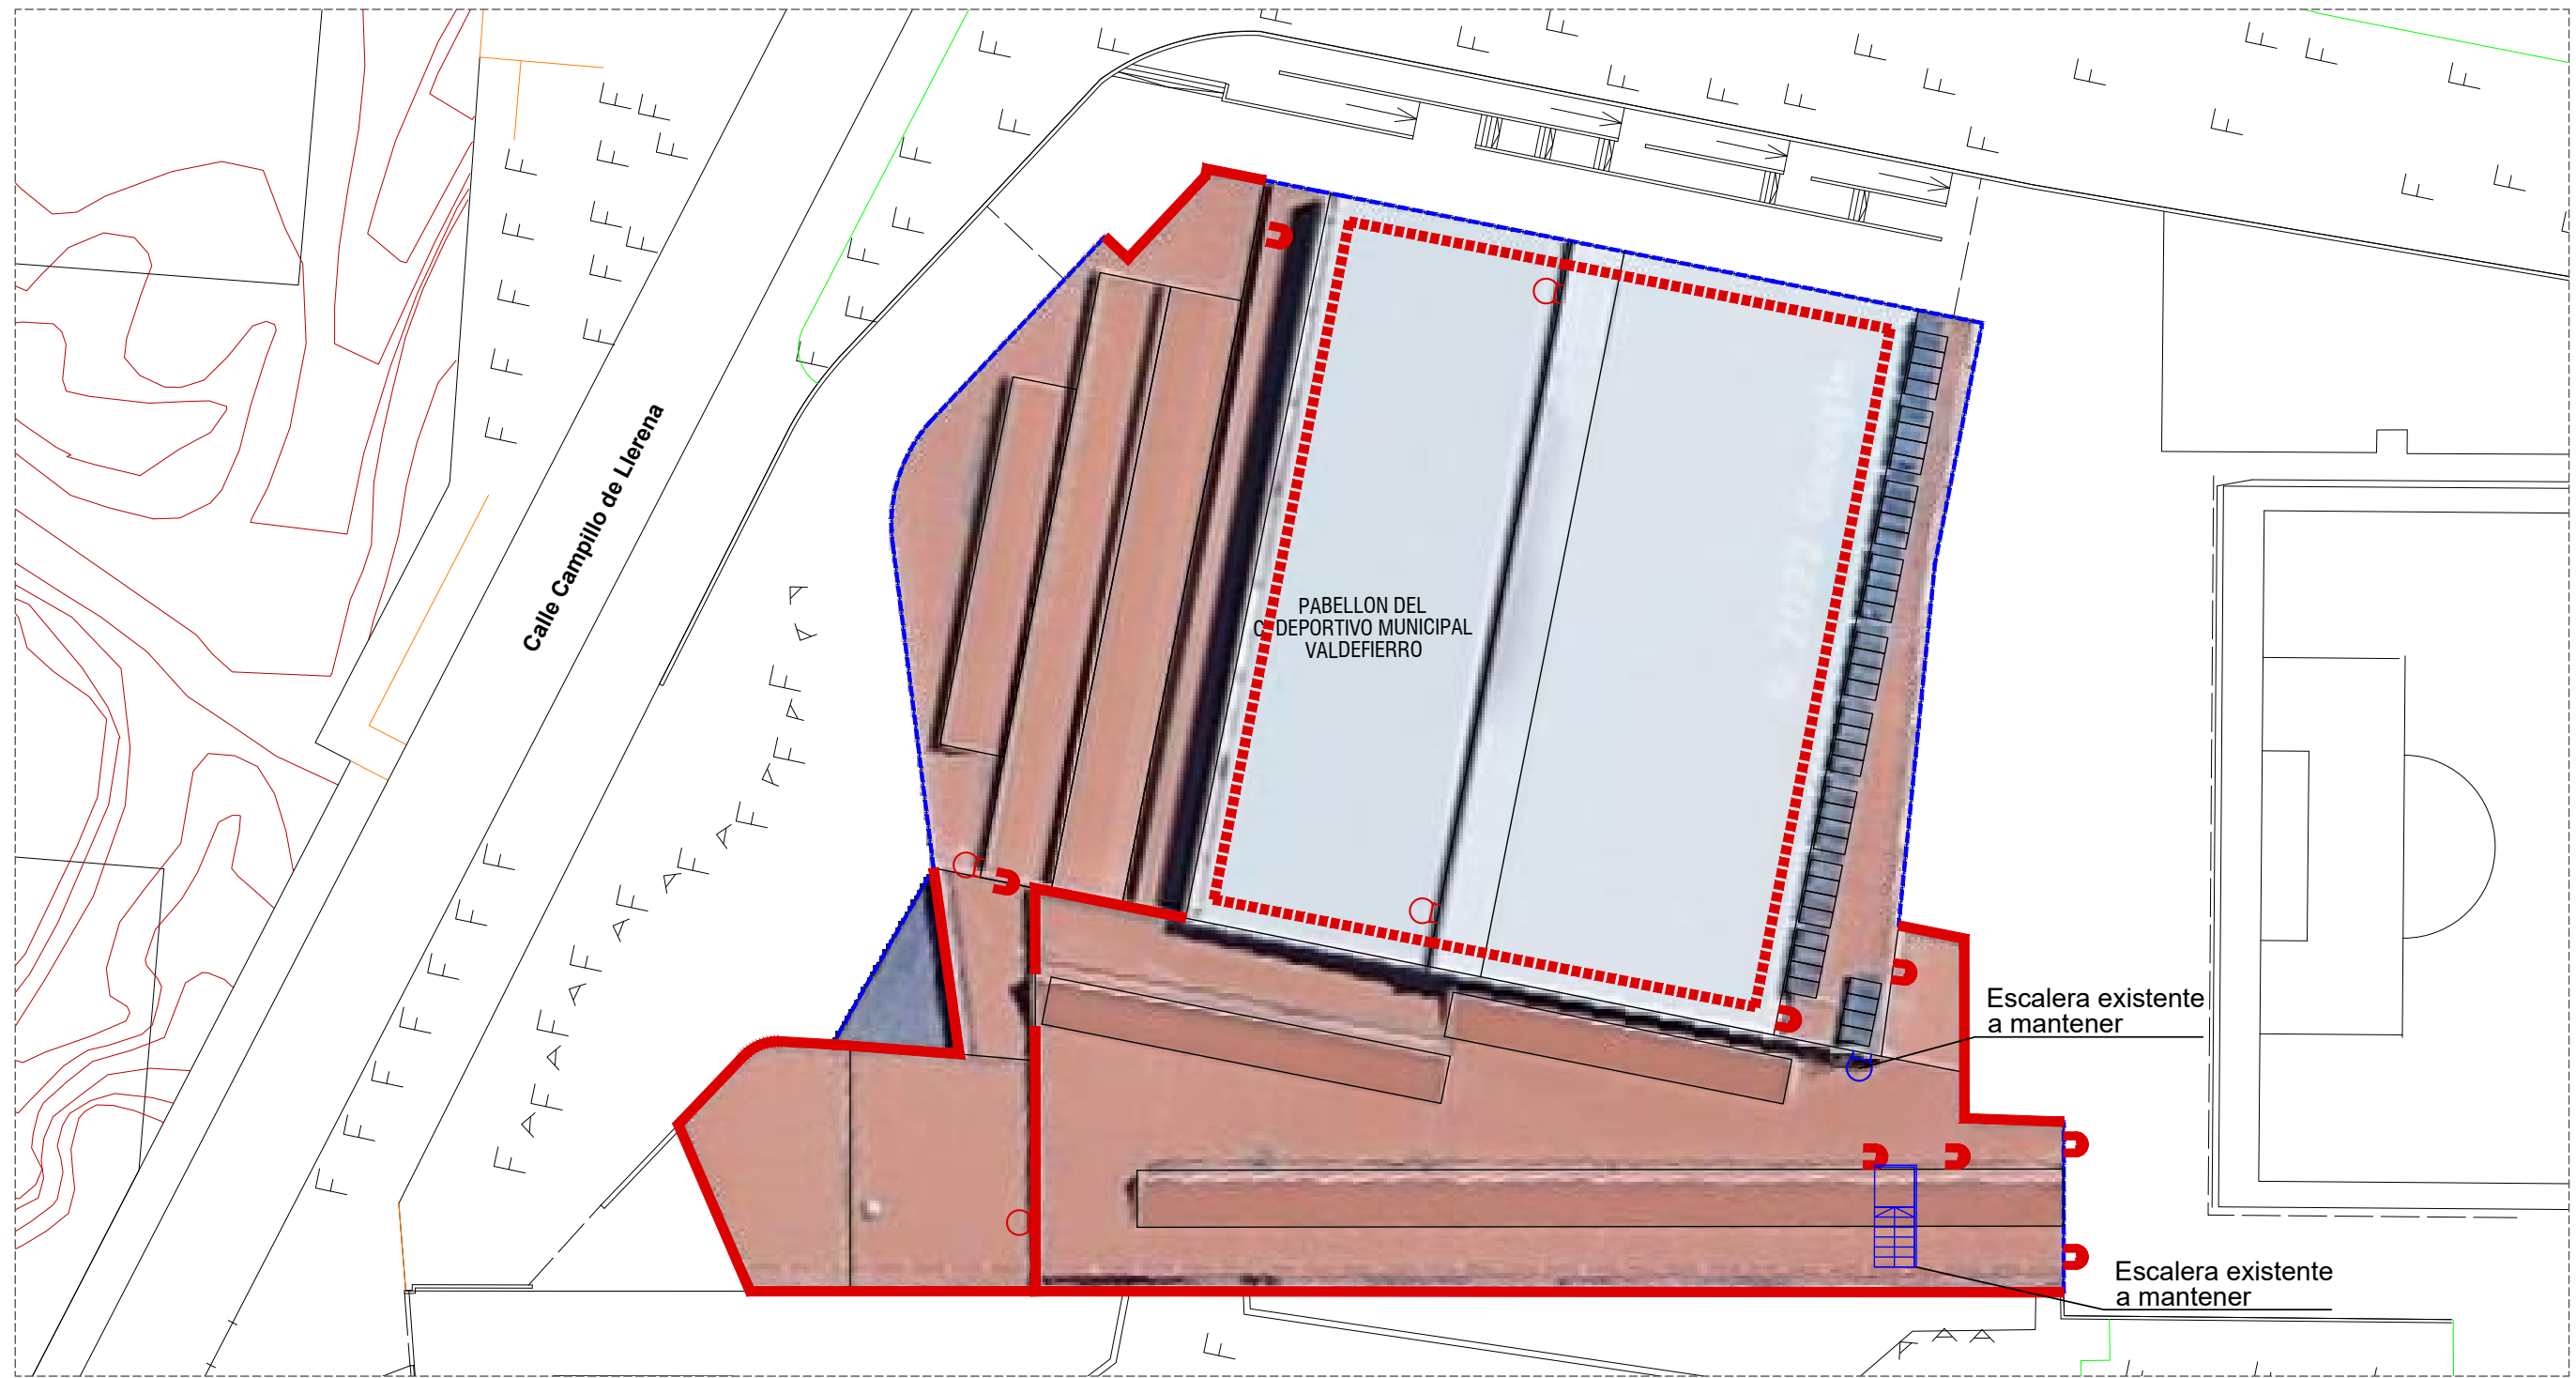 Calle Campillo de Llerena
PABELLON DEL
C. DEPORTIVO MUNICIPAL
VALDEFIERRO
Escalera existente
a mantener
Escalera existente
a mantener